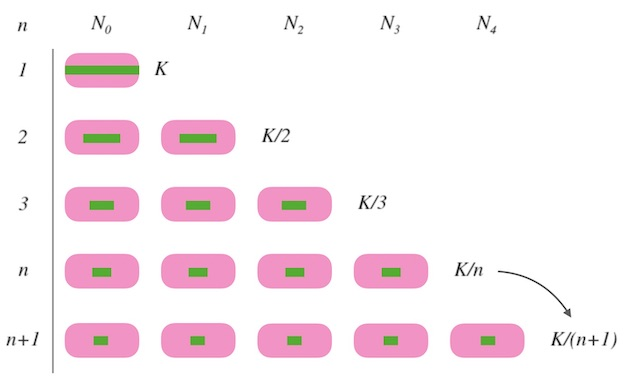 n N₀ N₁ N₂ N₃ N₄
1 K
2 K/2
3 K/3
n K/n
n+1 K/(n+1)